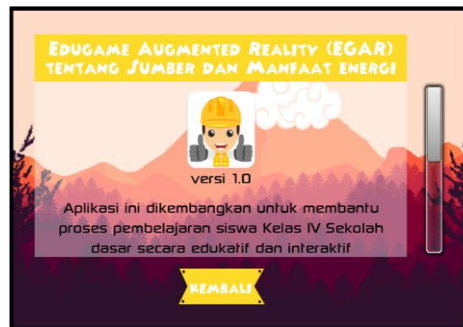 EDUGAME AUGMENTED REALITY (EGAR)
TENTANG SUMBER DAN MANFAAT ENERGI
versi 1.0
Aplikasi ini dikembangkan untuk membantu
proses pembelajaran siswa Kelas IV Sekolah
dasar secara edukatif dan interaktif
KEMBALI